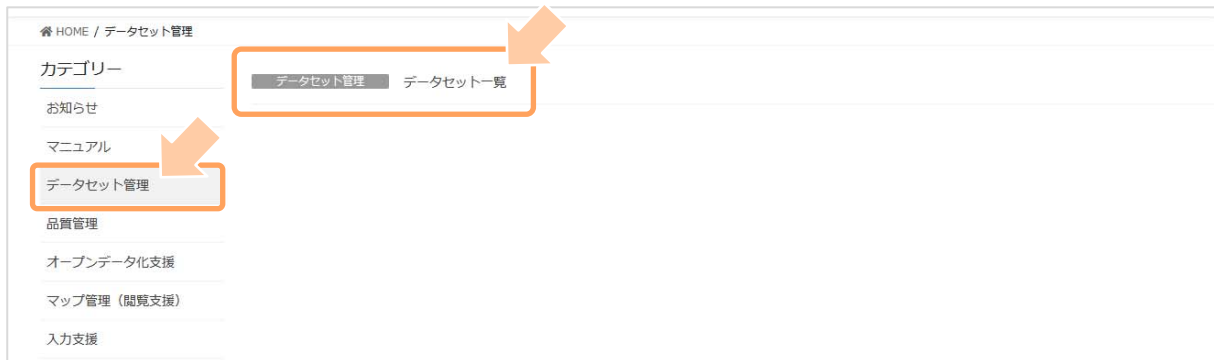 HOME / データセット管理
カテゴリー
お知らせ
マニュアル
データセット管理
品質管理
オープンデータ化支援
マップ管理（閲覧支援）
入力支援
データセット管理 データセット一覧